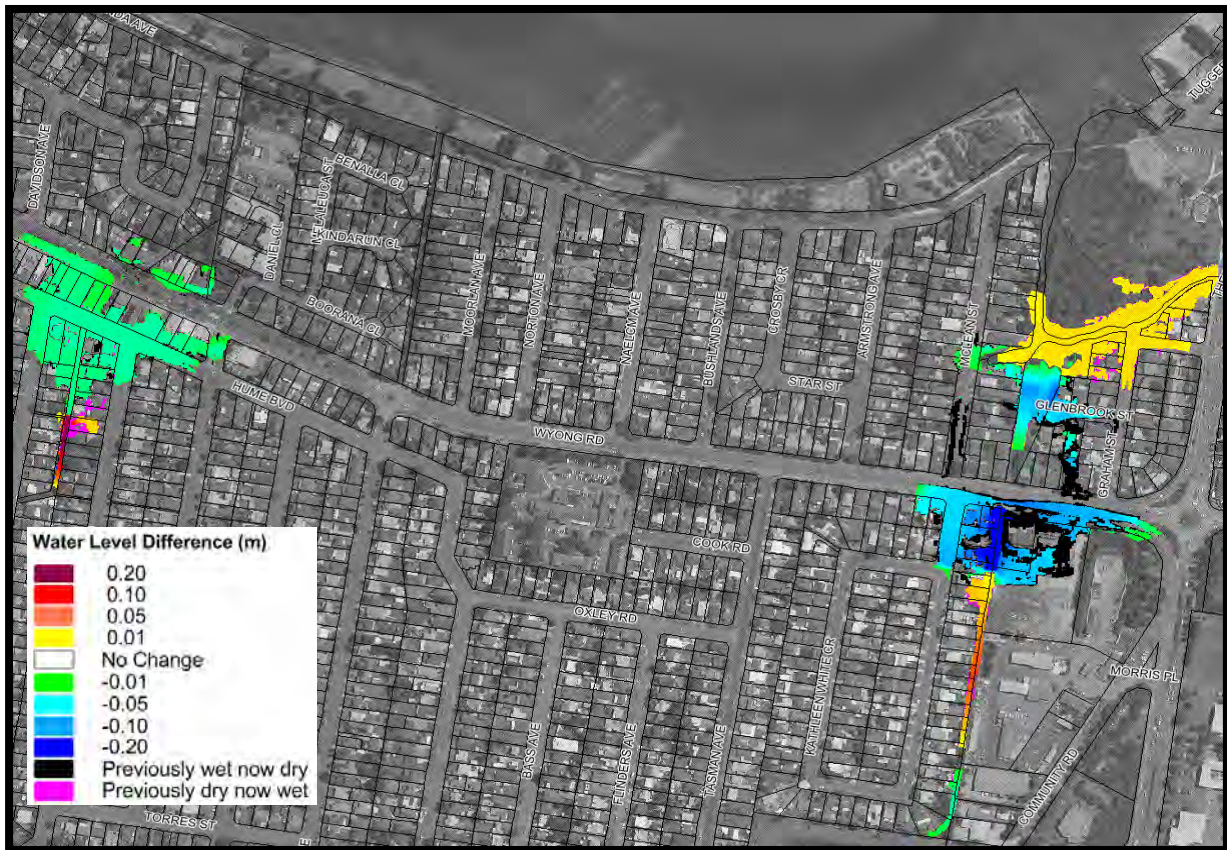 DAVIDSON AVE
BENALLA CL
MELALEUCA ST
KINDARUN CL
DANIEL CL
BOORANA CL
MOORLAN AVE
NORTON AVE
NAELCM AVE
BUSHLANDS AVE
CROSBY CR
ARMSTRONG AVE
MCLEAN ST
STAR ST
GLENBROOK ST
GRAHAM ST
HUME BVD
WYONG RD
COOK RD
OXLEY RD
KATHLEEN WHITE CR
MORRIS PL
COMMUNITY RD
BASS AVE
FLINDERS AVE
TASMAN AVE
TORRES ST
Water Level Difference (m)
0.20
0.10
0.05
0.01
No Change
-0.01
-0.05
-0.10
-0.20
Previously wet now dry
Previously dry now wet